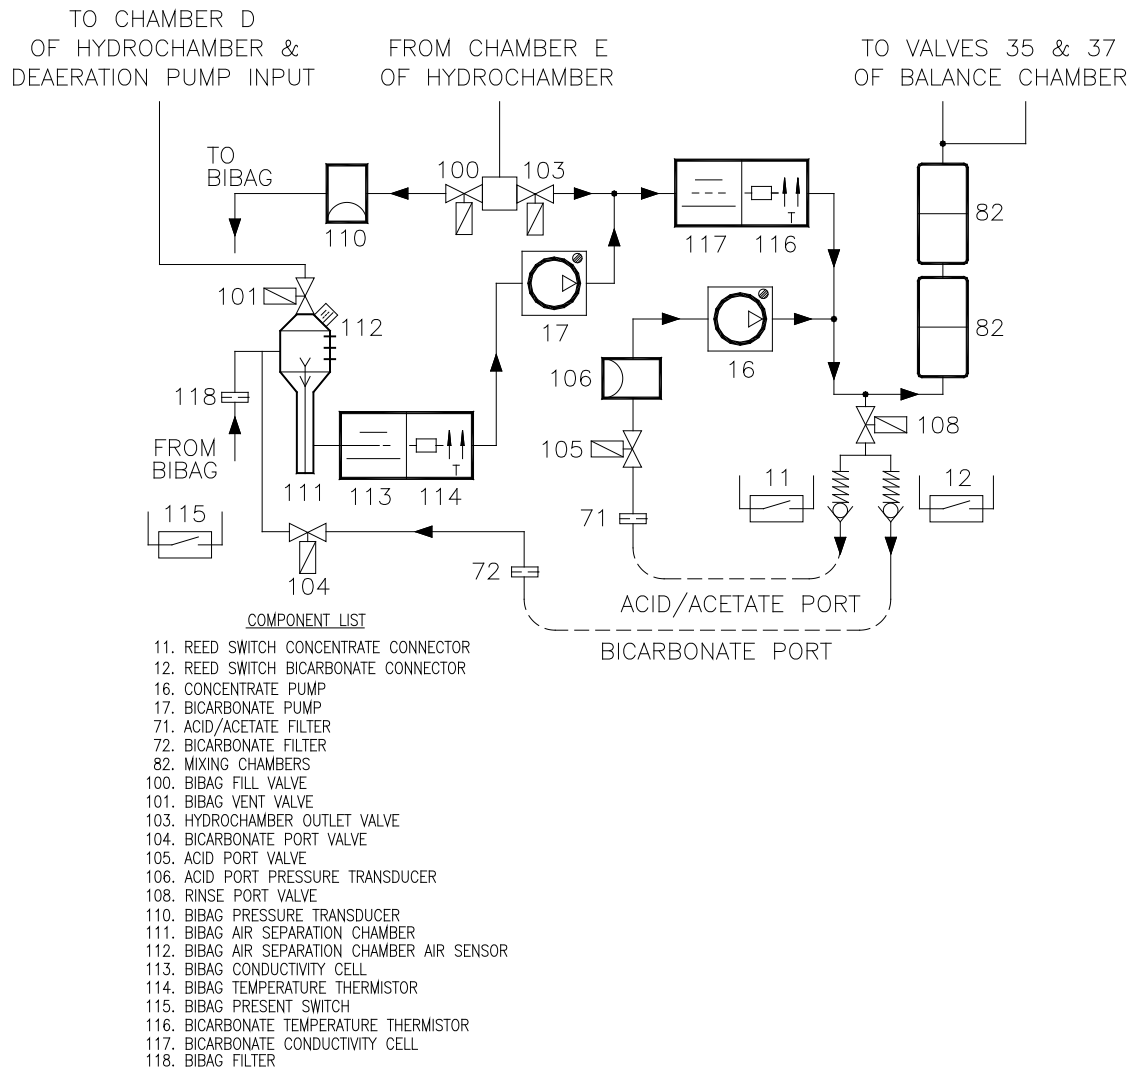 TO CHAMBER D
OF HYDROCHAMBER &
DEAERATION PUMP INPUT
FROM CHAMBER E
OF HYDROCHAMBER
TO VALVES 35 & 37
OF BALANCE CHAMBER
TO
BIBAG
100
103
110
117
116
T
82
101
112
17
82
106
16
118
FROM
BIBAG
105
108
111
113
114
T
11
12
115
71
104
72
ACID/ACETATE PORT
BICARBONATE PORT
COMPONENT LIST
11. REED SWITCH CONCENTRATE CONNECTOR
12. REED SWITCH BICARBONATE CONNECTOR
16. CONCENTRATE PUMP
17. BICARBONATE PUMP
71. ACID/ACETATE FILTER
72. BICARBONATE FILTER
82. MIXING CHAMBERS
100. BIBAG FILL VALVE
101. BIBAG VENT VALVE
103. HYDROCHAMBER OUTLET VALVE
104. BICARBONATE PORT VALVE
105. ACID PORT VALVE
106. ACID PORT PRESSURE TRANSDUCER
108. RINSE PORT VALVE
110. BIBAG PRESSURE TRANSDUCER
111. BIBAG AIR SEPARATION CHAMBER
112. BIBAG AIR SEPARATION CHAMBER AIR SENSOR
113. BIBAG CONDUCTIVITY CELL
114. BIBAG TEMPERATURE THERMISTOR
115. BIBAG PRESENT SWITCH
116. BICARBONATE TEMPERATURE THERMISTOR
117. BICARBONATE CONDUCTIVITY CELL
118. BIBAG FILTER